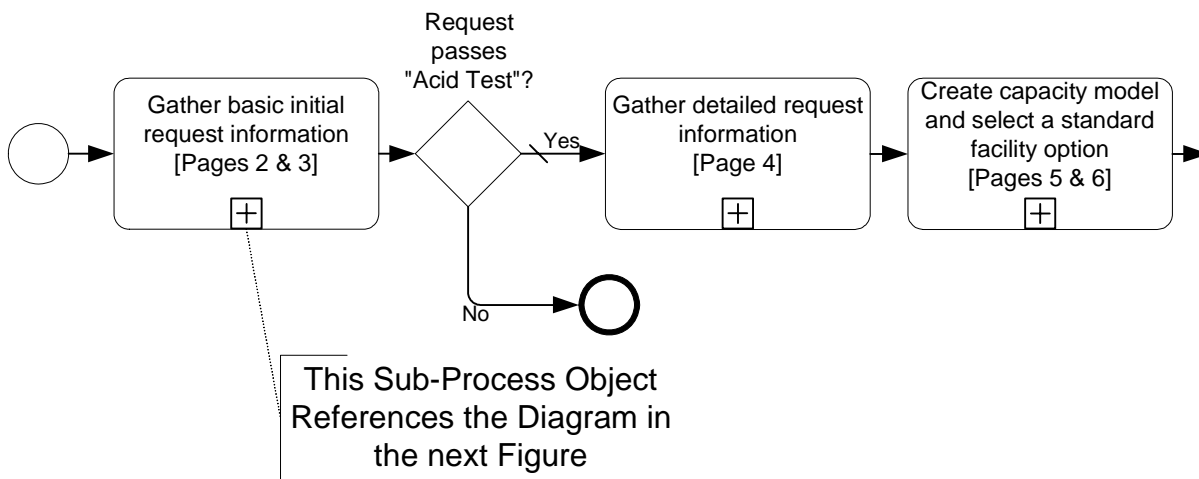 Request
passes
"Acid Test"?
Gather basic initial
request information
[Pages 2 & 3]
Yes
Gather detailed request
information
[Page 4]
Create capacity model
and select a standard
facility option
[Pages 5 & 6]
No
This Sub-Process Object
References the Diagram in
the next Figure